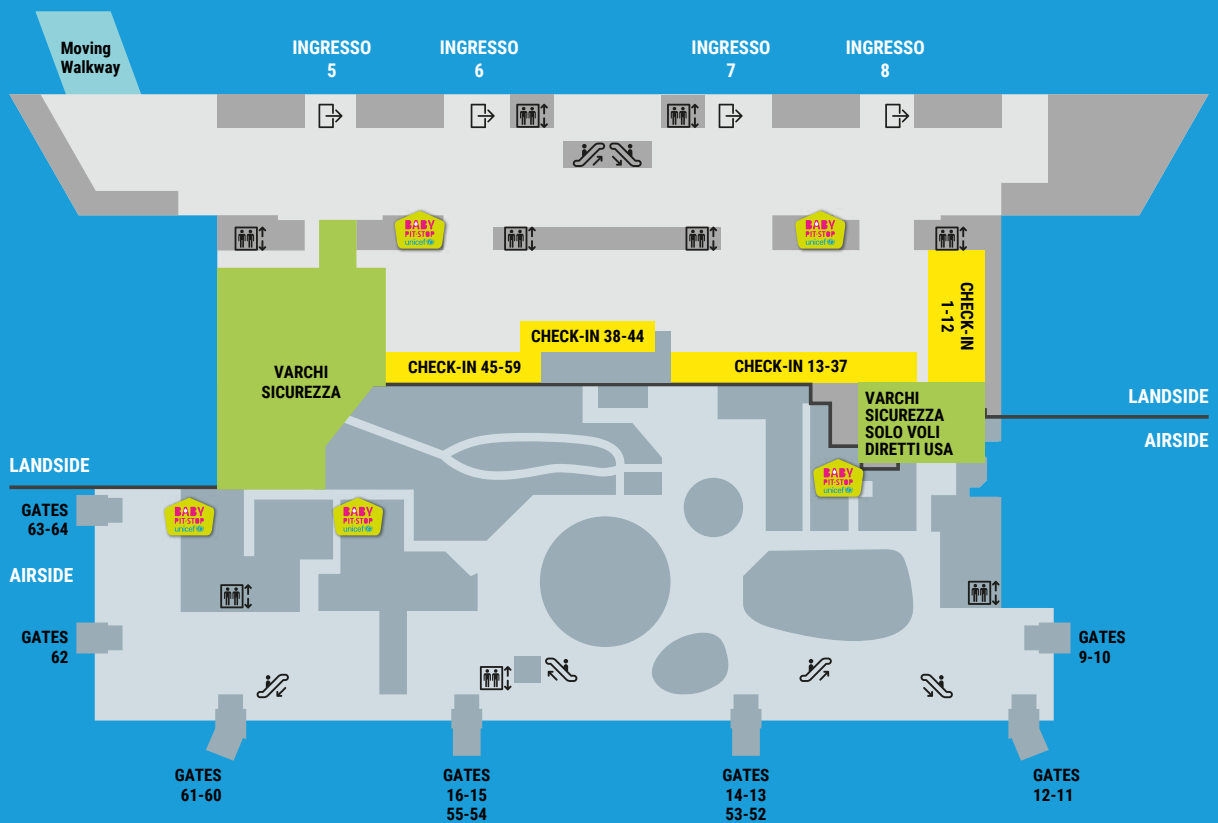 Moving
Walkway
INGRESSO
5
INGRESSO
6
INGRESSO
7
INGRESSO
8
BABY
PIT•STOP
unicef
BABY
PIT•STOP
unicef
CHECK-IN
1-12
CHECK-IN 38-44
CHECK-IN 45-59
CHECK-IN 13-37
VARCHI
SICUREZZA
VARCHI
SICUREZZA
SOLO VOLI
DIRETTI USA
LANDSIDE
AIRSIDE
LANDSIDE
BABY
PIT•STOP
unicef
GATES
63-64
BABY
PIT•STOP
unicef
BABY
PIT•STOP
unicef
AIRSIDE
GATES
62
GATES
9-10
GATES
61-60
GATES
16-15
55-54
GATES
14-13
53-52
GATES
12-11